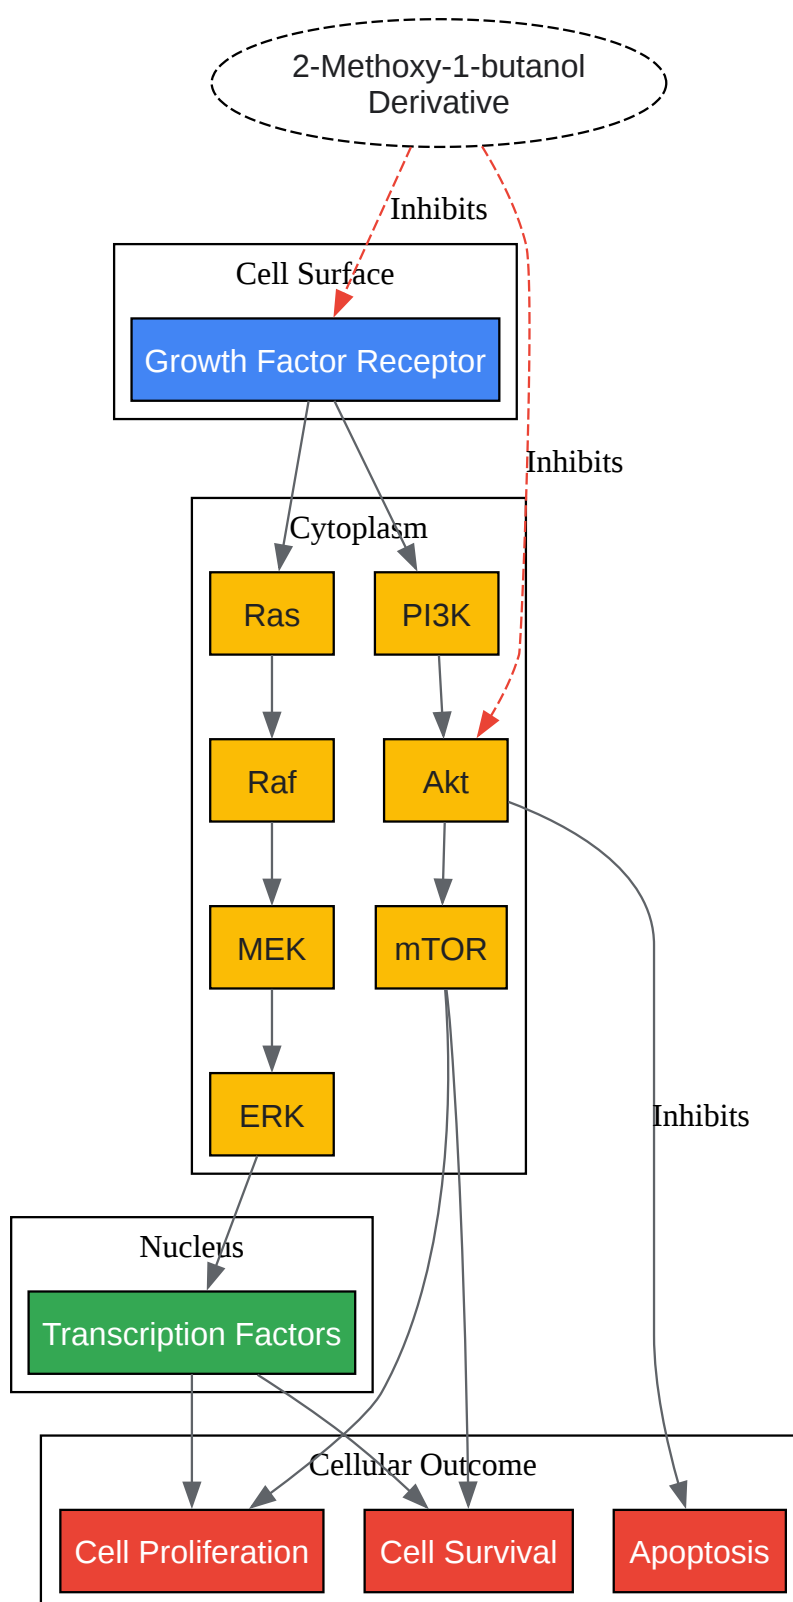 2-Methoxy-1-butanol
Derivative
Inhibits
Cell Surface
Growth Factor Receptor
Inhibits
Cytoplasm
Ras
PI3K
Raf
Akt
MEK
mTOR
ERK
Inhibits
Nucleus
Transcription Factors
Cellular Outcome
Cell Proliferation
Cell Survival
Apoptosis